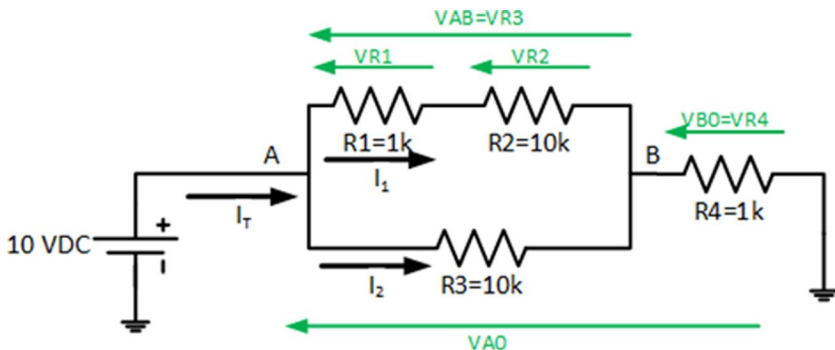 VAB=VR3
VR1 VR2
VB0=VR4
R1=1k R2=10k
A B
I₁
R4=1k
I_T
+
10 VDC
I₂ R3=10k
VA0